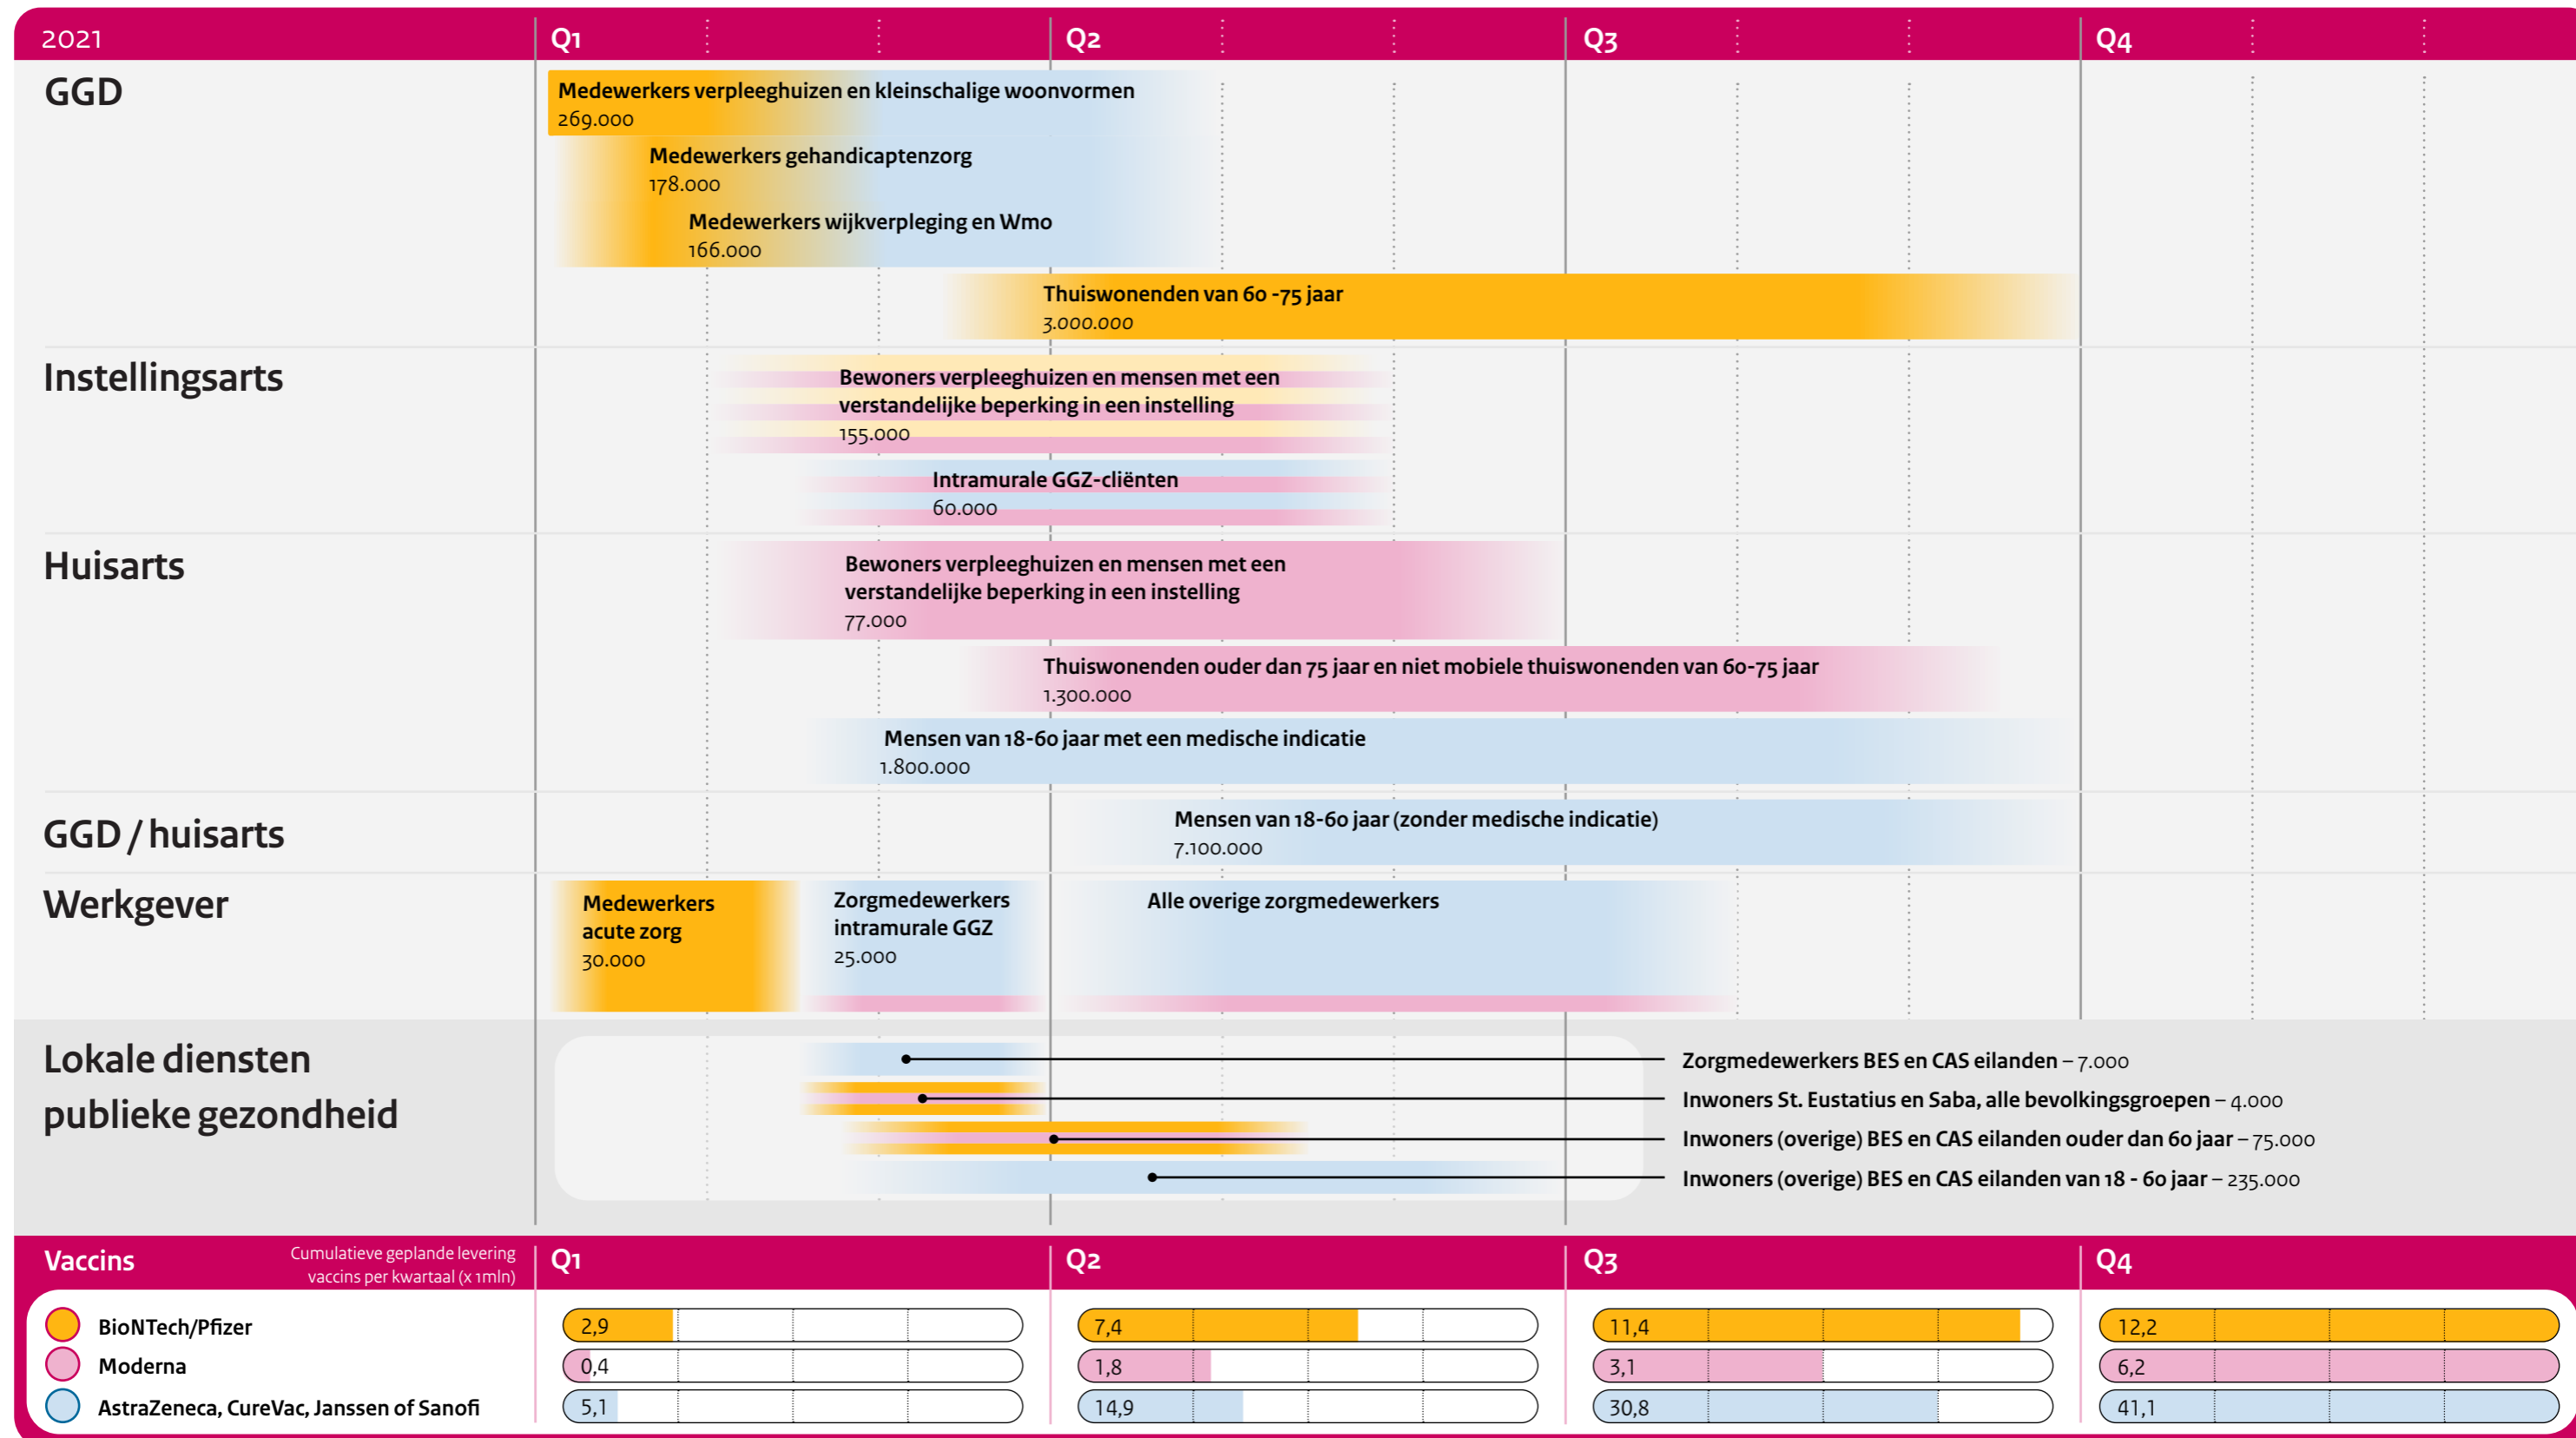 2021
Q1
Q2
Q3
Q4
GGD
Medewerkers verpleeghuizen en kleinschalige woonvormen
269.000
Medewerkers gehandicaptenzorg
178.000
Medewerkers wijkverpleging en Wmo
166.000
Thuiswonenden van 60 -75 jaar
3.000.000
Instellingsarts
Bewoners verpleeghuizen en mensen met een
verstandelijke beperking in een instelling
155.000
Intramurale GGZ-cliënten
60.000
Huisarts
Bewoners verpleeghuizen en mensen met een
verstandelijke beperking in een instelling
77.000
Thuiswonenden ouder dan 75 jaar en niet mobiele thuiswonenden van 60-75 jaar
1.300.000
Mensen van 18-60 jaar met een medische indicatie
1.800.000
GGD / huisarts
Mensen van 18-60 jaar (zonder medische indicatie)
7.100.000
Werkgever
Medewerkers
acute zorg
30.000
Zorgmedewerkers
intramurale GGZ
25.000
Alle overige zorgmedewerkers
Lokale diensten
publieke gezondheid
Zorgmedewerkers BES en CAS eilanden – 7.000
Inwoners St. Eustatius en Saba, alle bevolkingsgroepen – 4.000
Inwoners (overige) BES en CAS eilanden ouder dan 60 jaar – 75.000
Inwoners (overige) BES en CAS eilanden van 18 - 60 jaar – 235.000
Vaccins
Cumulatieve geplande levering
vaccins per kwartaal (x 1mln)
Q1
Q2
Q3
Q4
BioNTech/Pfizer
2,9
7,4
11,4
12,2
Moderna
0,4
1,8
3,1
6,2
AstraZeneca, CureVac, Janssen of Sanofi
5,1
14,9
30,8
41,1